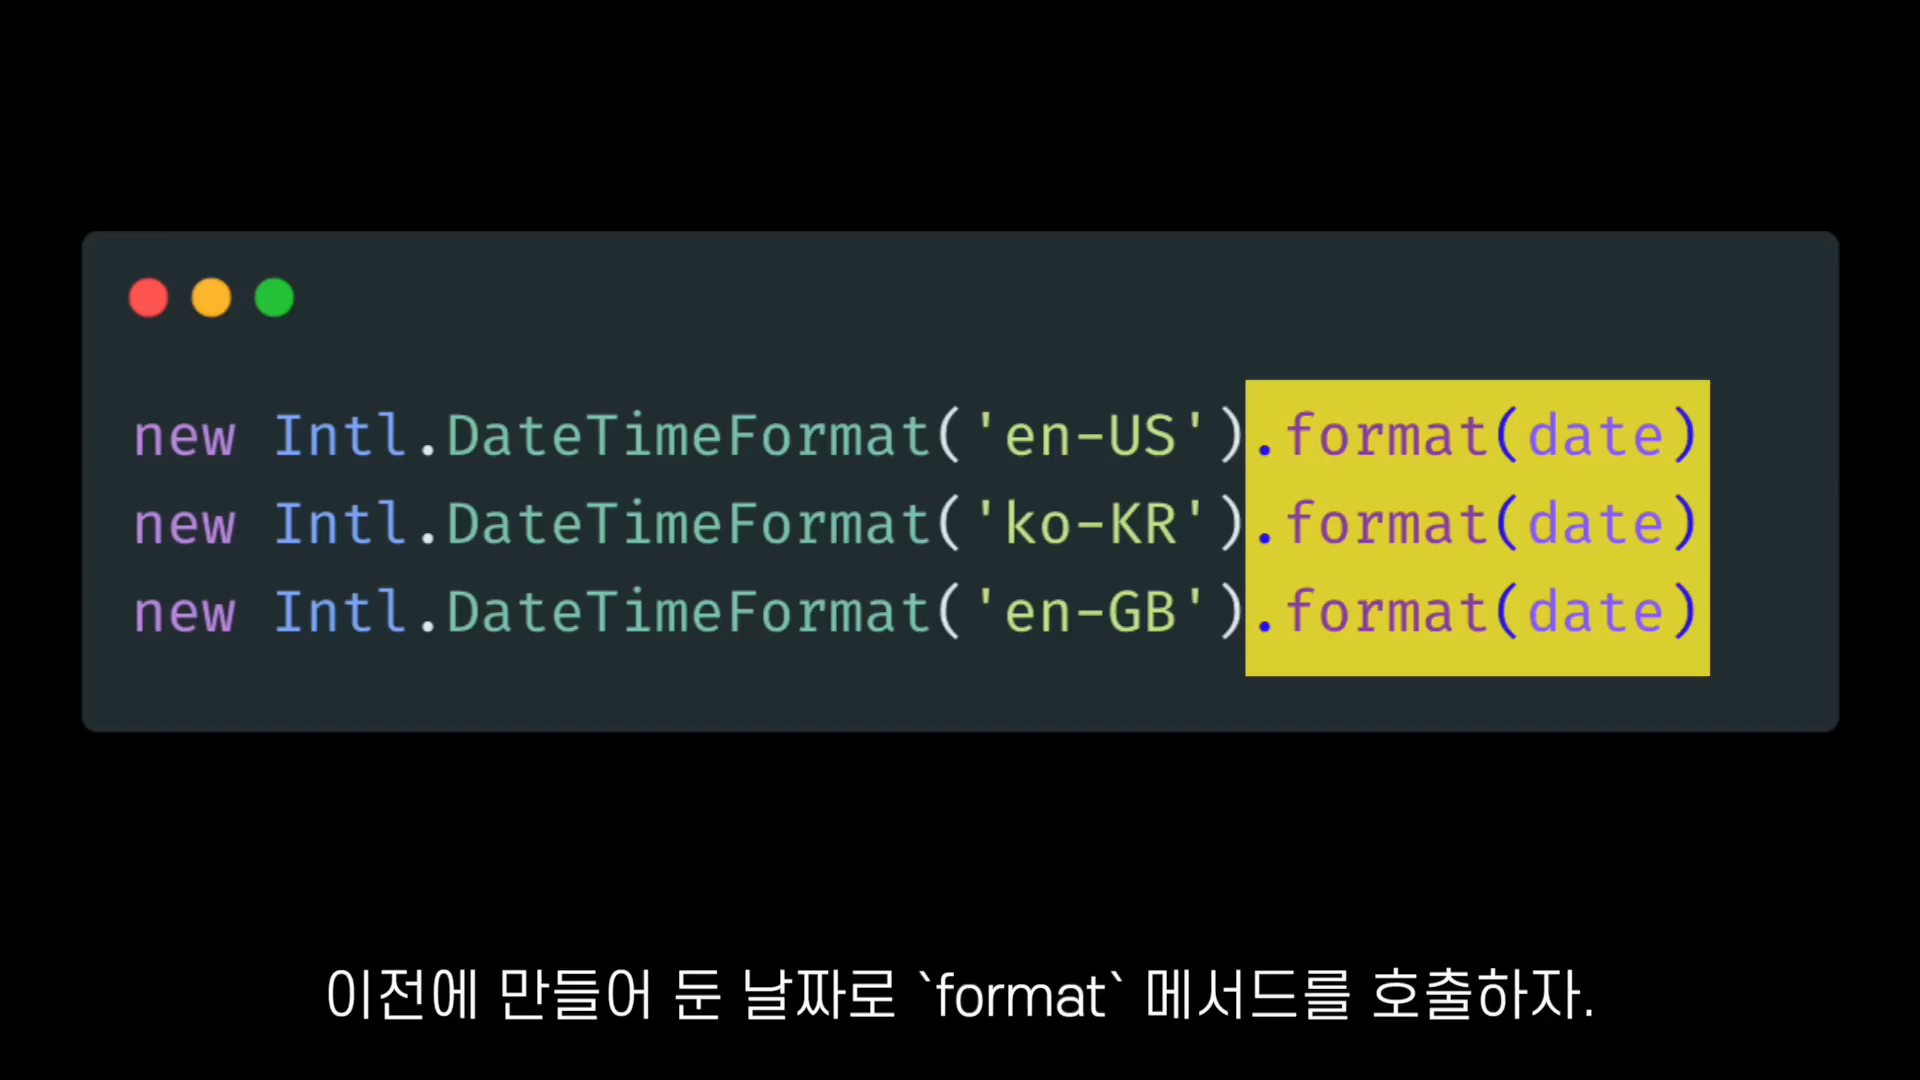 new Intl.DateTimeFormat('en-US').format(date)
new Intl.DateTimeFormat('ko-KR').format(date)
new Intl.DateTimeFormat('en-GB').format(date)
이전에 만들어 둔 날짜로 `format` 메서드를 호출하자.